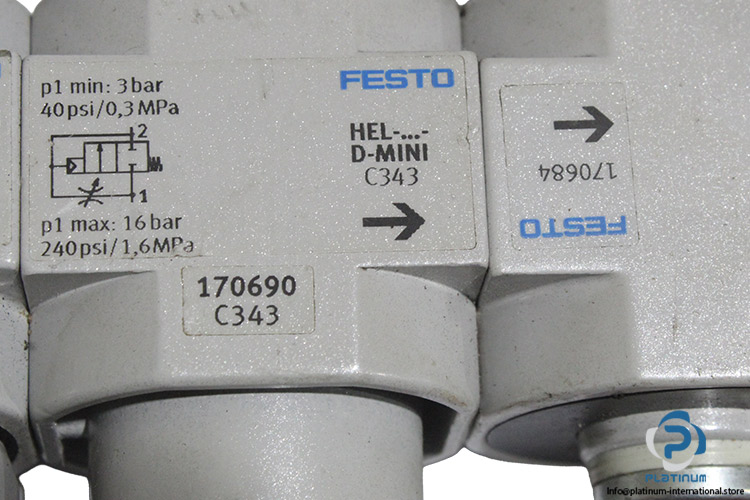 p1 min: 3 bar
40 psi/0,3 MPa
2
1
p1 max: 16 bar
240 psi/1,6 MPa
FESTO
HEL-...-
D-MINI
C343
170690
C343
170684
FESTO
PLATINUM
info@platinum-international.store